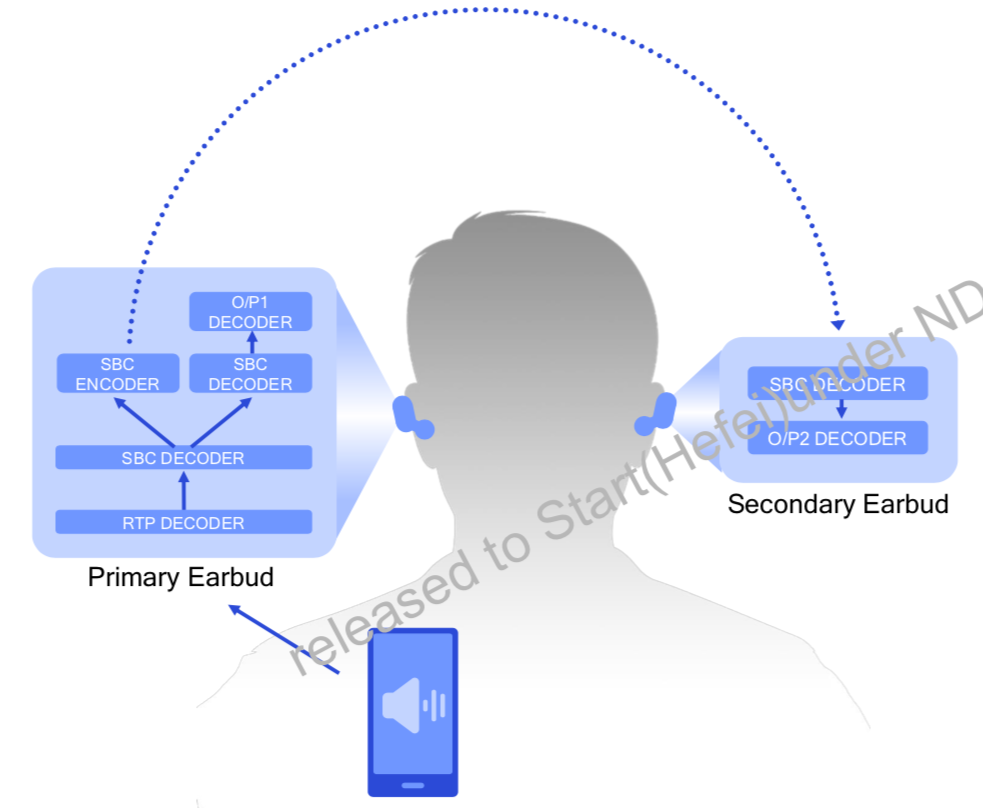 O/P1
DECODER
SBC
ENCODER
SBC
DECODER
SBC DECODER
RTP DECODER
Primary Earbud
SBC DECODER
O/P2 DECODER
Secondary Earbud
released to Start(Hefei)under ND